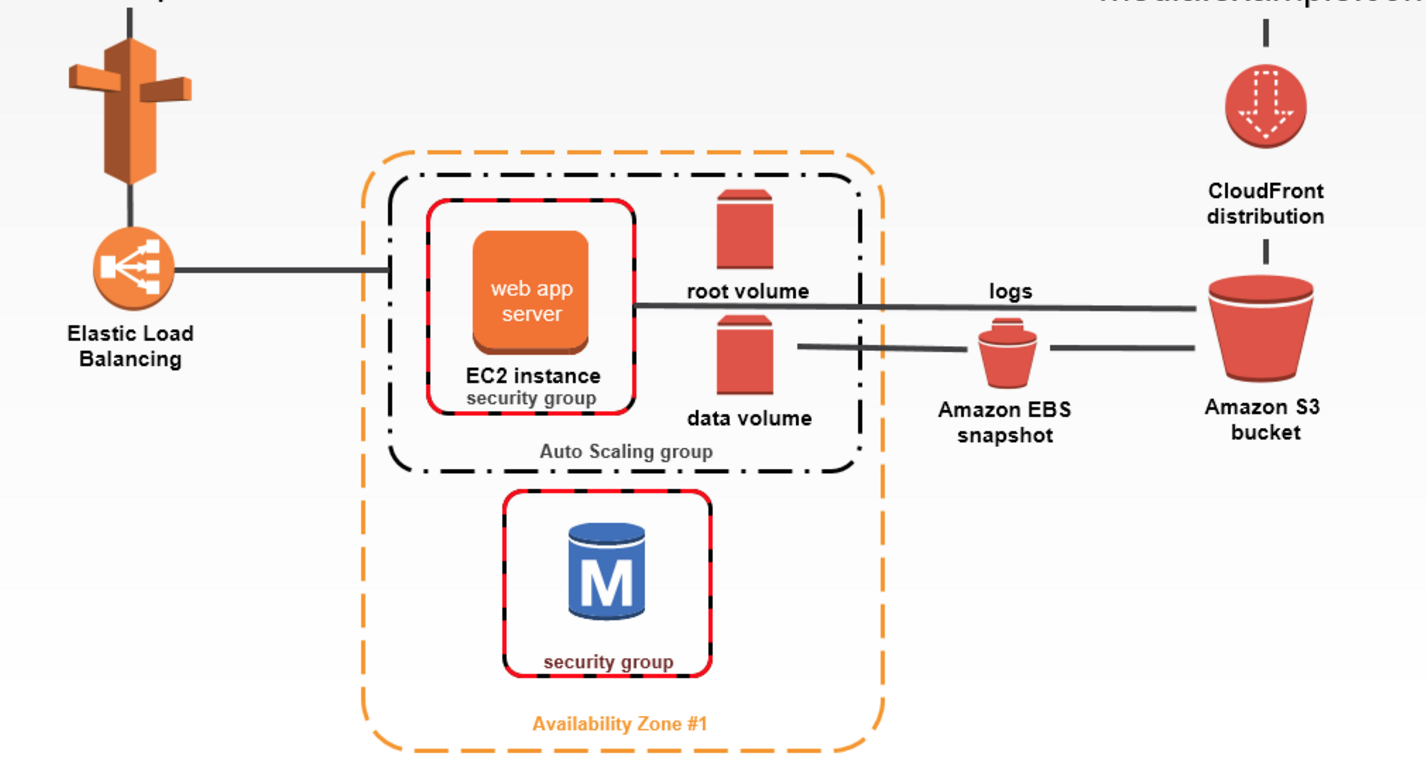 Elastic Load
Balancing
web app
server
EC2 instance
security group
root volume
data volume
Auto Scaling group
M
security group
Availability Zone #1
logs
Amazon EBS
snapshot
CloudFront
distribution
Amazon S3
bucket